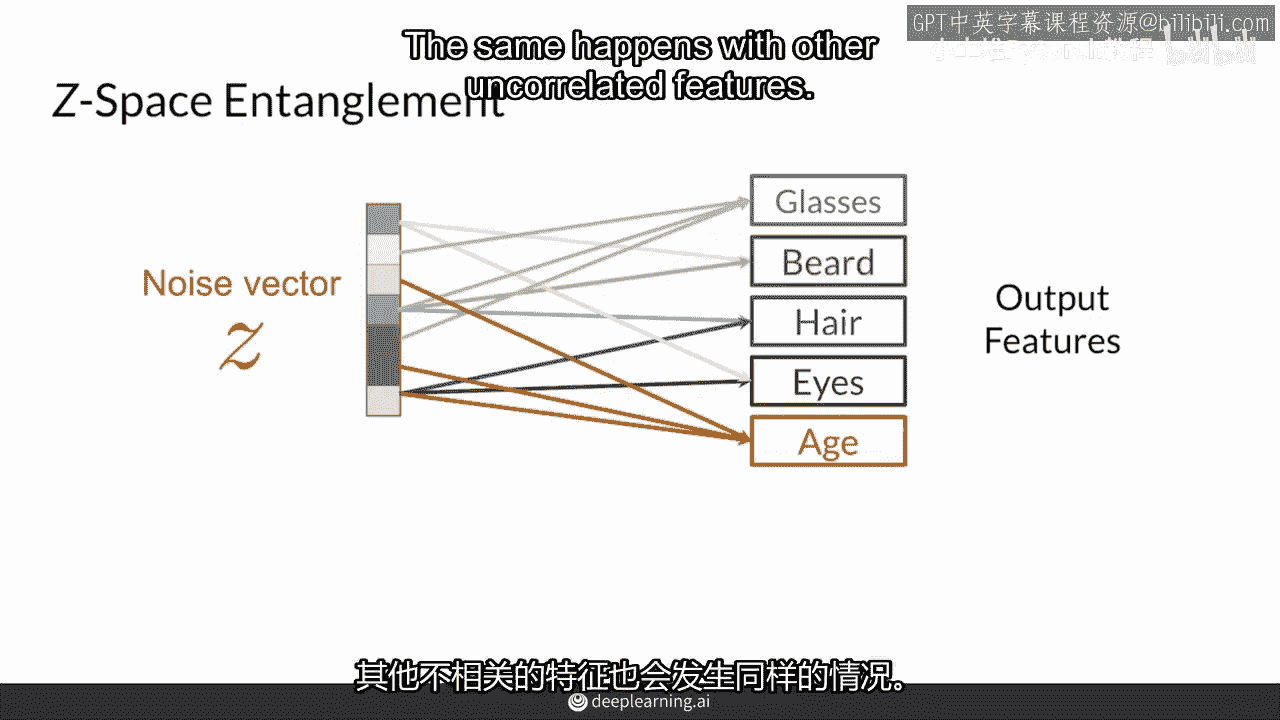 GPT中英字幕课程资源@bilibili.com
The same happens with other
uncorrelated features.
Z-Space Entanglement
Noise vector
z
Glasses
Beard
Hair
Eyes
Age
Output
Features
其他不相关的特征也会发生同样的情况。
deeplearning.ai